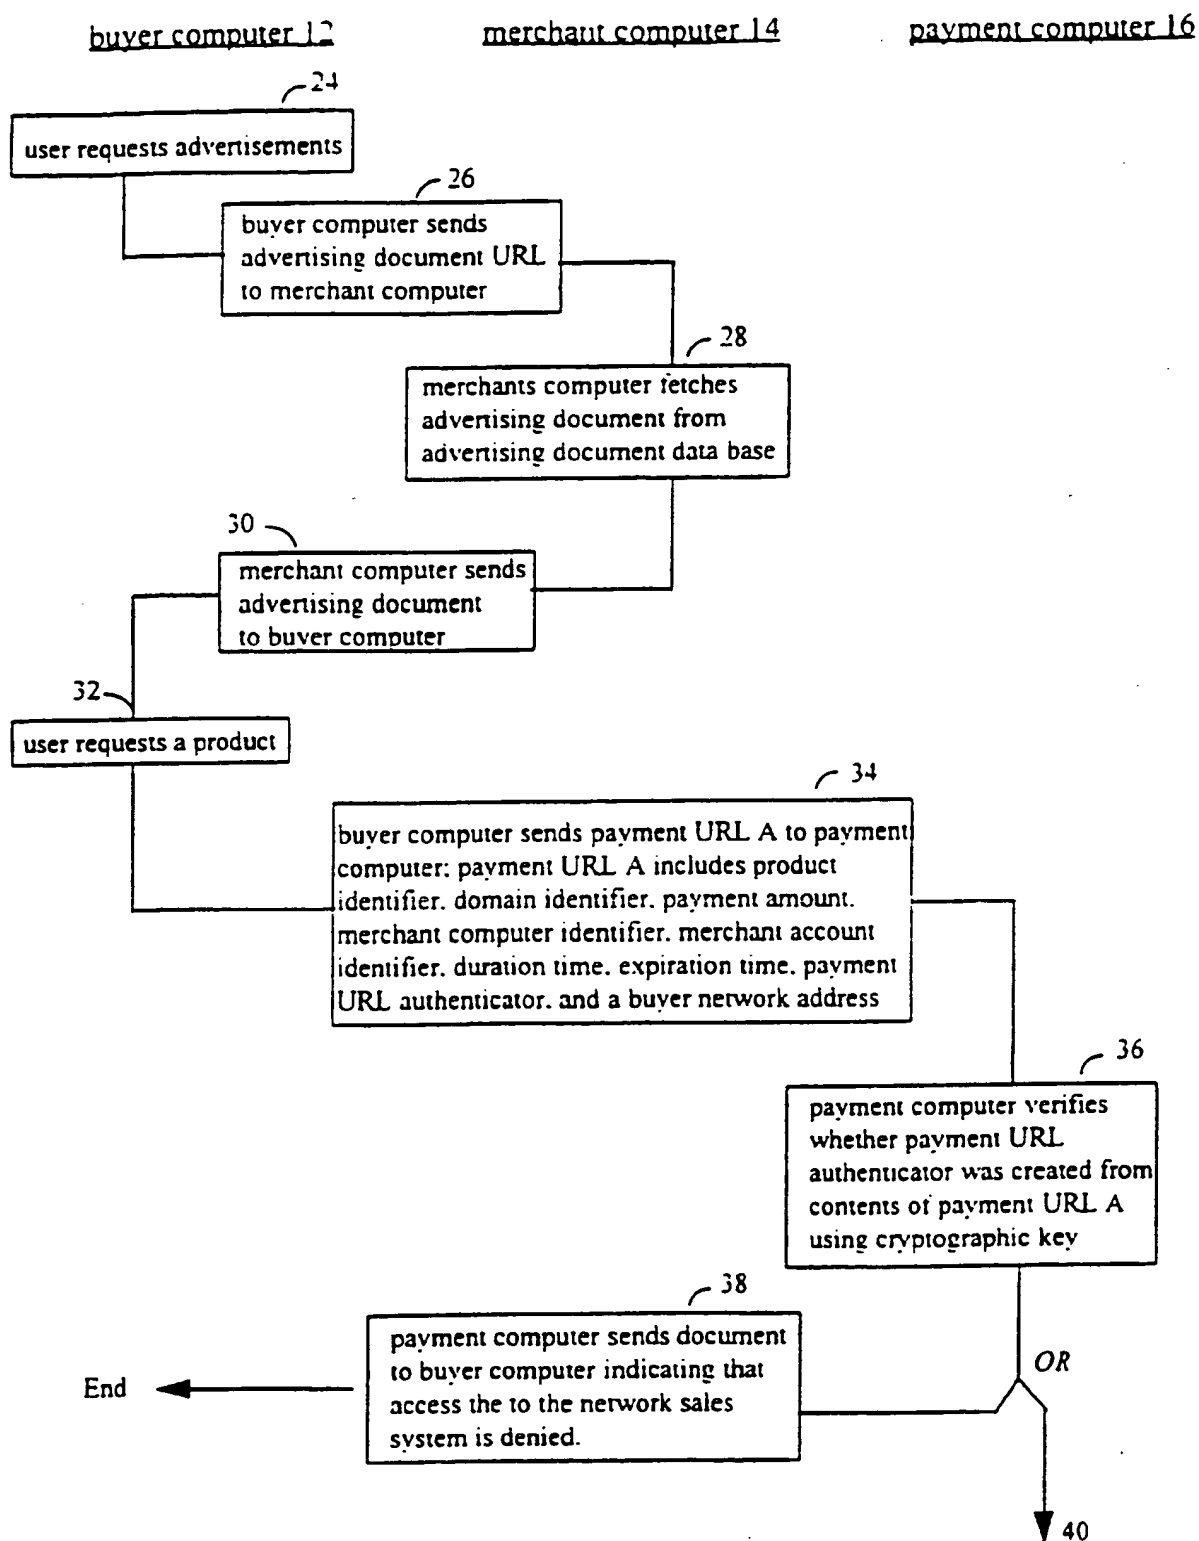 buyer computer 12
merchant computer 14
payment computer 16
24
user requests advertisements
26
buyer computer sends
advertising document URL
to merchant computer
28
merchants computer fetches
advertising document from
advertising document data base
30
merchant computer sends
advertising document
to buyer computer
32
user requests a product
34
buyer computer sends payment URL A to payment
computer; payment URL A includes product
identifier, domain identifier, payment amount,
merchant computer identifier, merchant account
identifier, duration time, expiration time, payment
URL authenticator, and a buyer network address
36
payment computer verifies
whether payment URL
authenticator was created from
contents of payment URL A
using cryptographic key
38
payment computer sends document
to buyer computer indicating that
access the to the network sales
system is denied.
End
OR
40